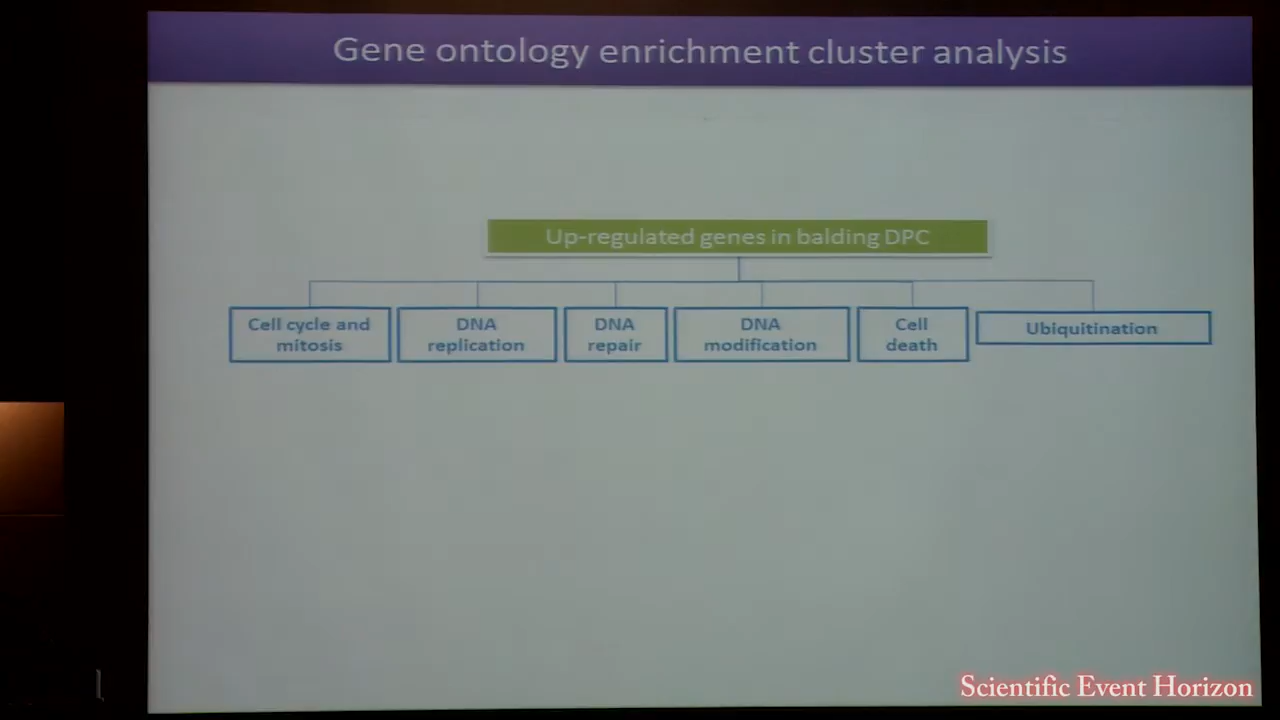 Gene ontology enrichment cluster analysis
Up-regulated genes in balding DPC
Cell cycle and
mitosis
DNA
replication
DNA
repair
DNA
modification
Cell
death
Ubiquitination
Scientific Event Horizon